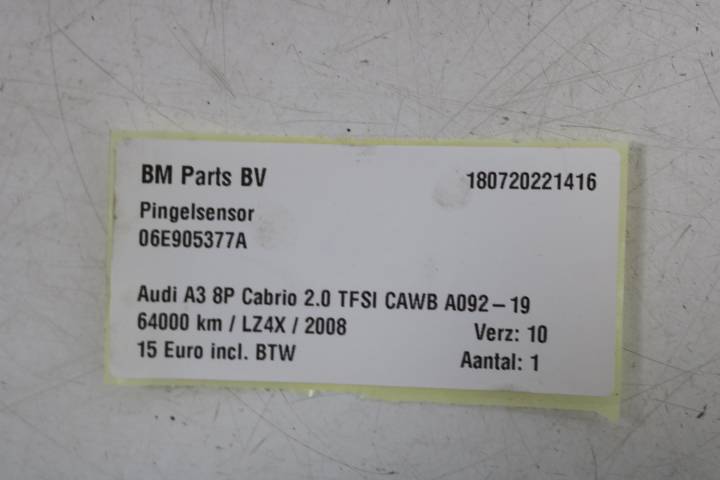 BM Parts BV 180720221416
Pingelsensor
06E905377A
Audi A3 8P Cabrio 2.0 TFSI CAWB A092-19
64000 km / LZ4X / 2008 Verz: 10
15 Euro incl. BTW Aantal: 1